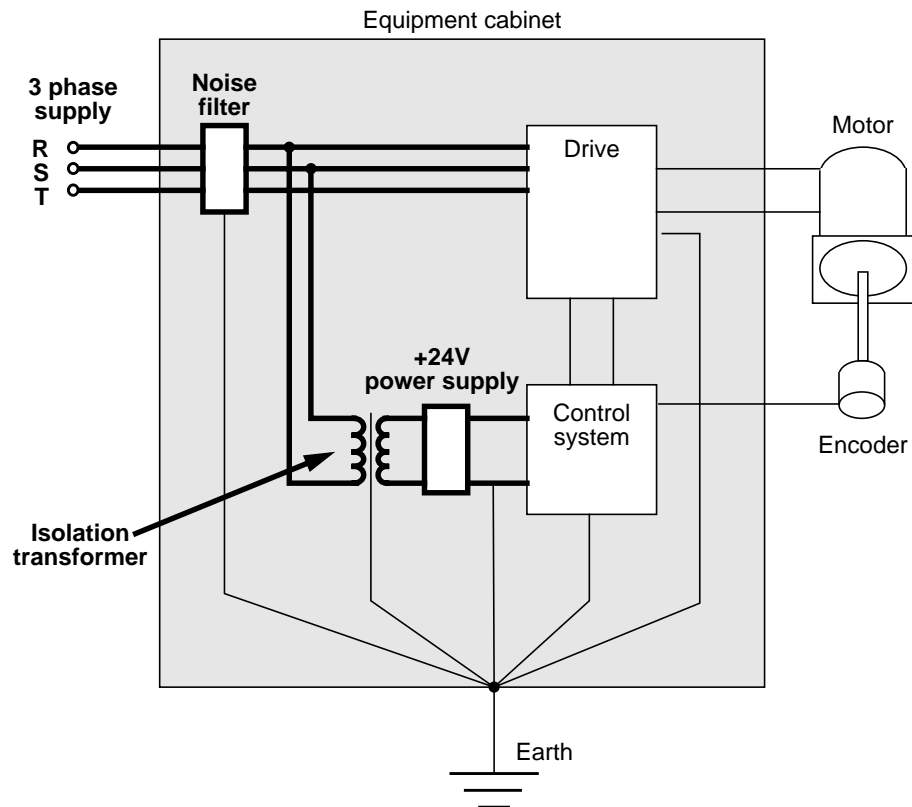 Equipment cabinet
3 phase
supply
Noise
filter
R
S
T
Drive
Motor
+24V
power supply
Control
system
Encoder
Isolation
transformer
Earth